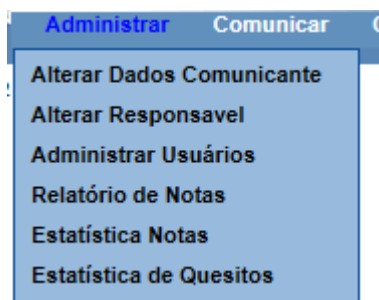 Administrar Comunicar
Alterar Dados Comunicante
Alterar Responsavel
Administrar Usuários
Relatório de Notas
Estatística Notas
Estatística de Quesitos